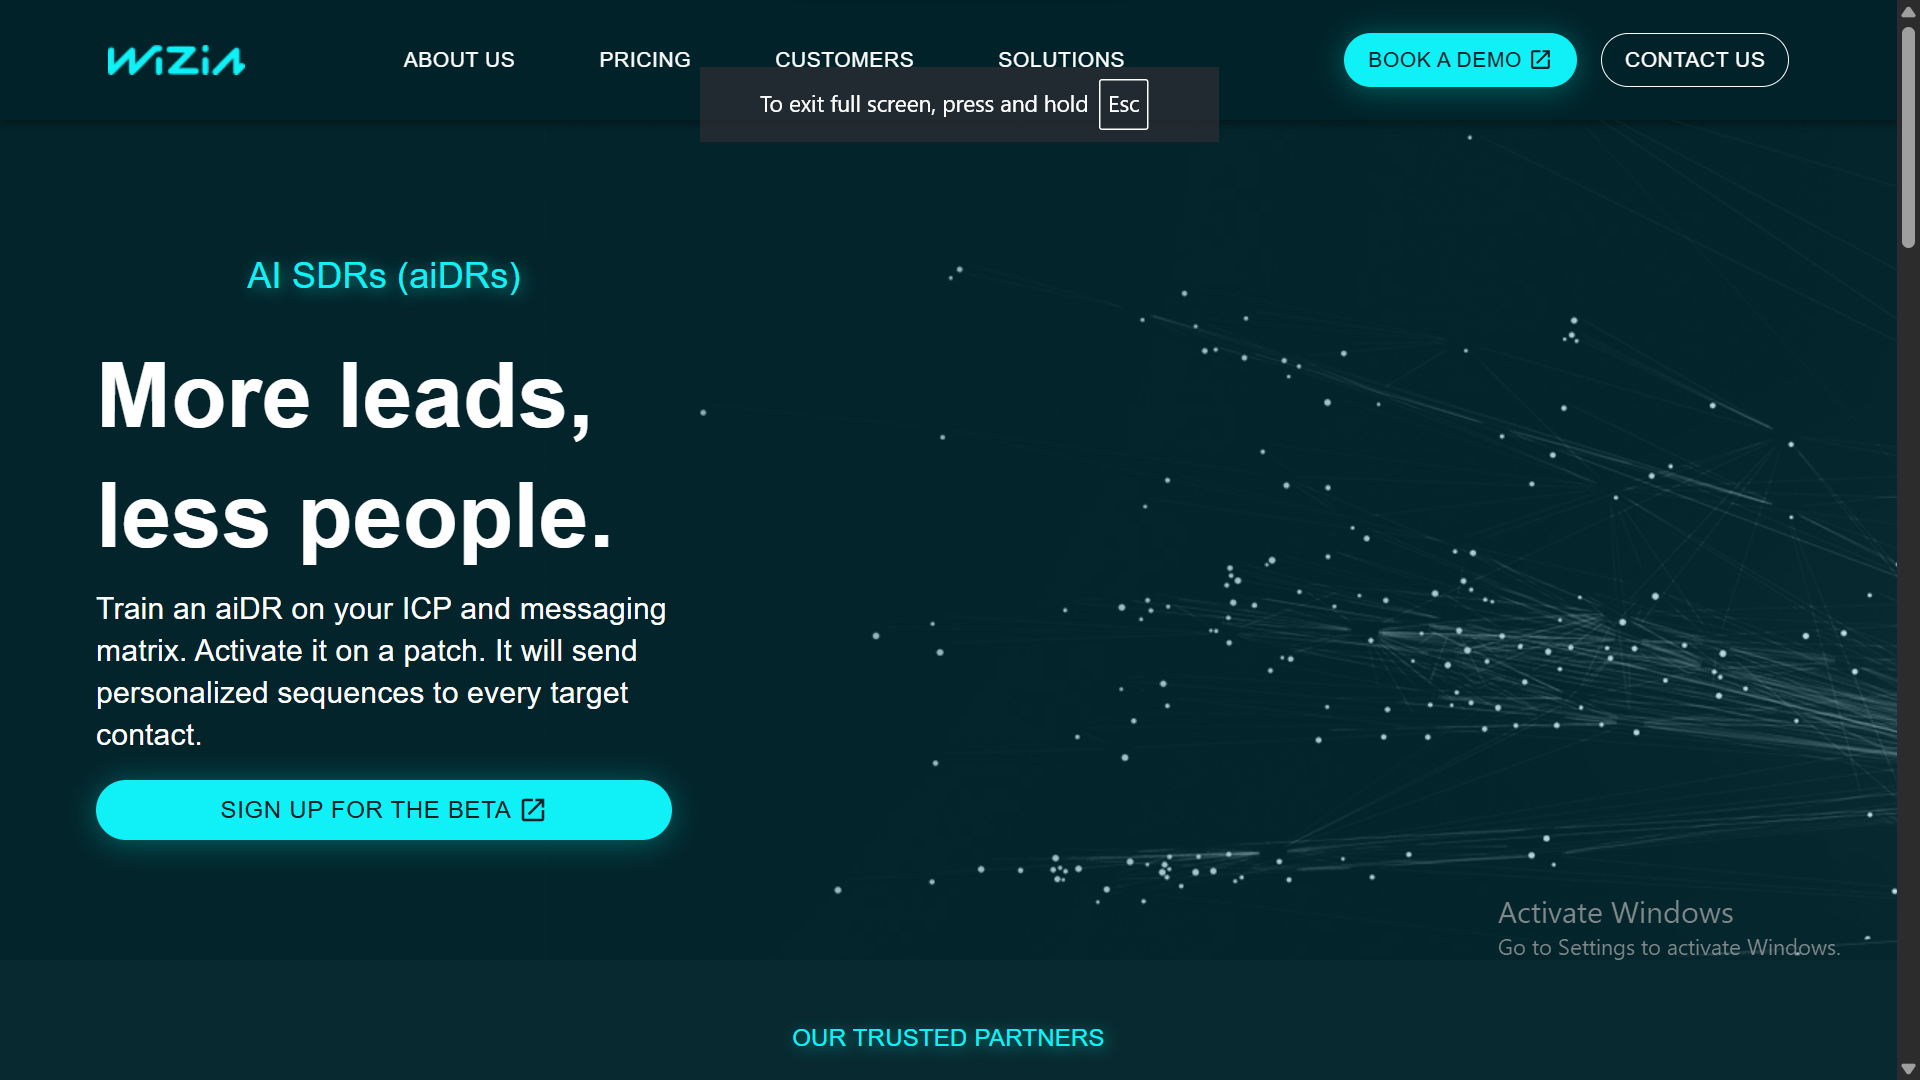 WiZiA
ABOUT US
PRICING
CUSTOMERS
SOLUTIONS
BOOK A DEMO
CONTACT US
To exit full screen, press and hold Esc
AI SDRs (aiDRs)
More leads,
less people.
Train an aiDR on your ICP and messaging
matrix. Activate it on a patch. It will send
personalized sequences to every target
contact.
SIGN UP FOR THE BETA
Activate Windows
Go to Settings to activate Windows.
OUR TRUSTED PARTNERS